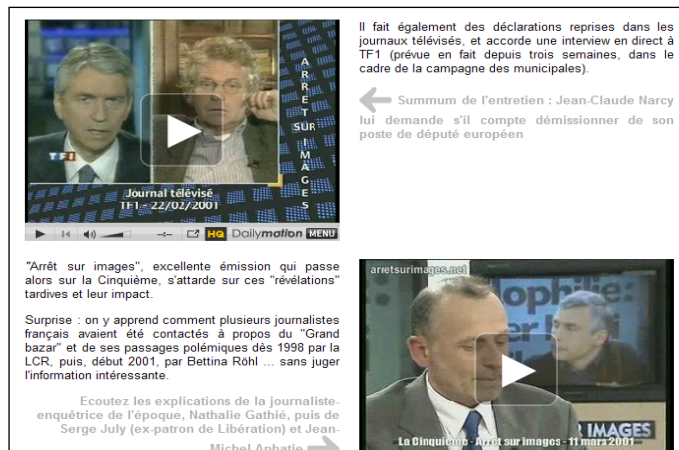 Il fait également des déclarations reprises dans les
journaux télévisés, et accorde une interview en direct à
TF1 (prévue en fait depuis trois semaines, dans le
cadre de la campagne des municipales).
Summum de l'entretien : Jean-Claude Narcy
lui demande s'il compte démissionner de son
poste de député européen
ARRET SUR IMAGES
TF1
Journal télévisé
TF1 - 22/02/2001
--:-- HQ Dailymotion MENU
"Arrêt sur images", excellente émission qui passe
alors sur la Cinquième, s'attarde sur ces "révélations"
tardives et leur impact.
Surprise : on y apprend comment plusieurs journalistes
français avaient été contactés à propos du "Grand
bazar" et de ses passages polémiques dès 1998 par la
LCR, puis, début 2001, par Bettina Röhl ... sans juger
l'information intéressante.
Ecoutez les explications de la journaliste-
enquêtrice de l'époque, Nathalie Gathié, puis de
Serge July (ex-patron de Libération) et Jean-
Michel Aphatie
arretsurimages.net
ophilie:
IMAGES
La Cinquième - Arrêt sur images - 11 mars 2001